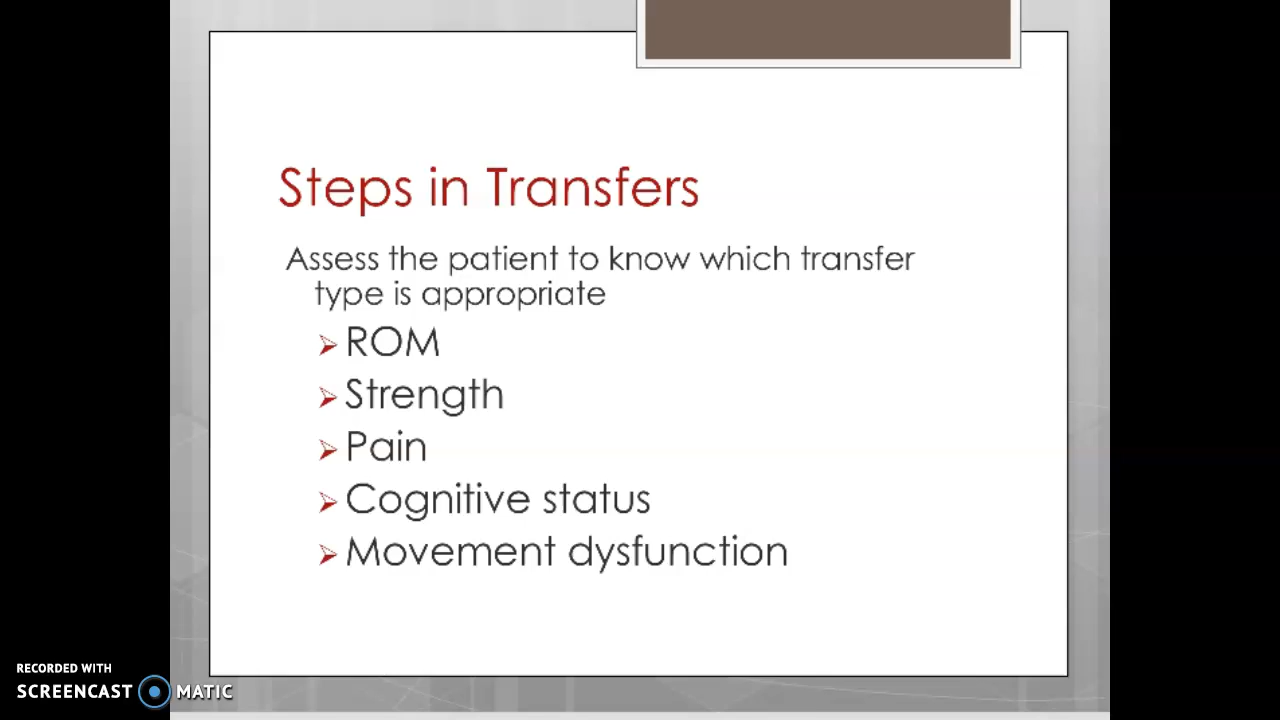 Steps in Transfers
Assess the patient to know which transfer
type is appropriate
ROM
Strength
Pain
Cognitive status
Movement dysfunction
RECORDED WITH
SCREENCAST MATIC